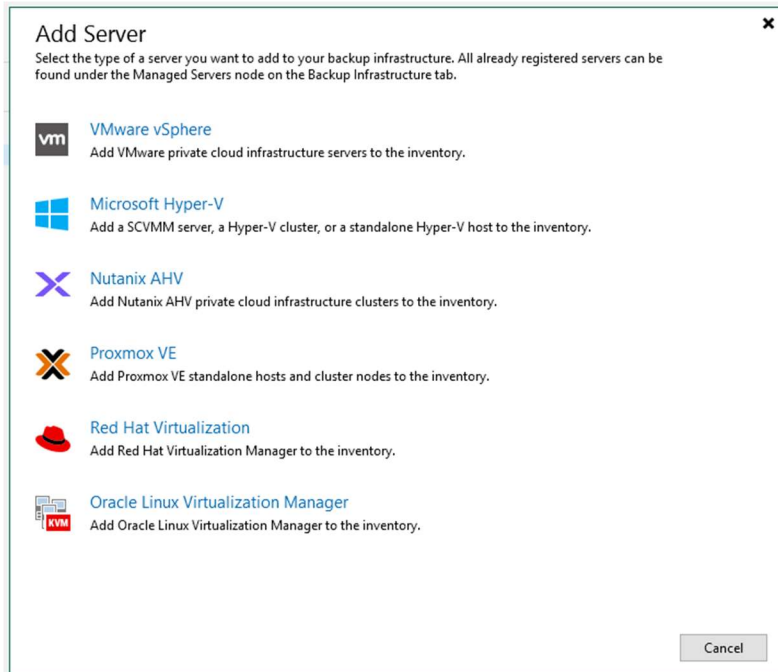 Add Server
Select the type of a server you want to add to your backup infrastructure. All already registered servers can be
found under the Managed Servers node on the Backup Infrastructure tab.
vm
VMware vSphere
Add VMware private cloud infrastructure servers to the inventory.
Microsoft Hyper-V
Add a SCVMM server, a Hyper-V cluster, or a standalone Hyper-V host to the inventory.
Nutanix AHV
Add Nutanix AHV private cloud infrastructure clusters to the inventory.
Proxmox VE
Add Proxmox VE standalone hosts and cluster nodes to the inventory.
Red Hat Virtualization
Add Red Hat Virtualization Manager to the inventory.
Oracle Linux Virtualization Manager
KVM
Add Oracle Linux Virtualization Manager to the inventory.
Cancel